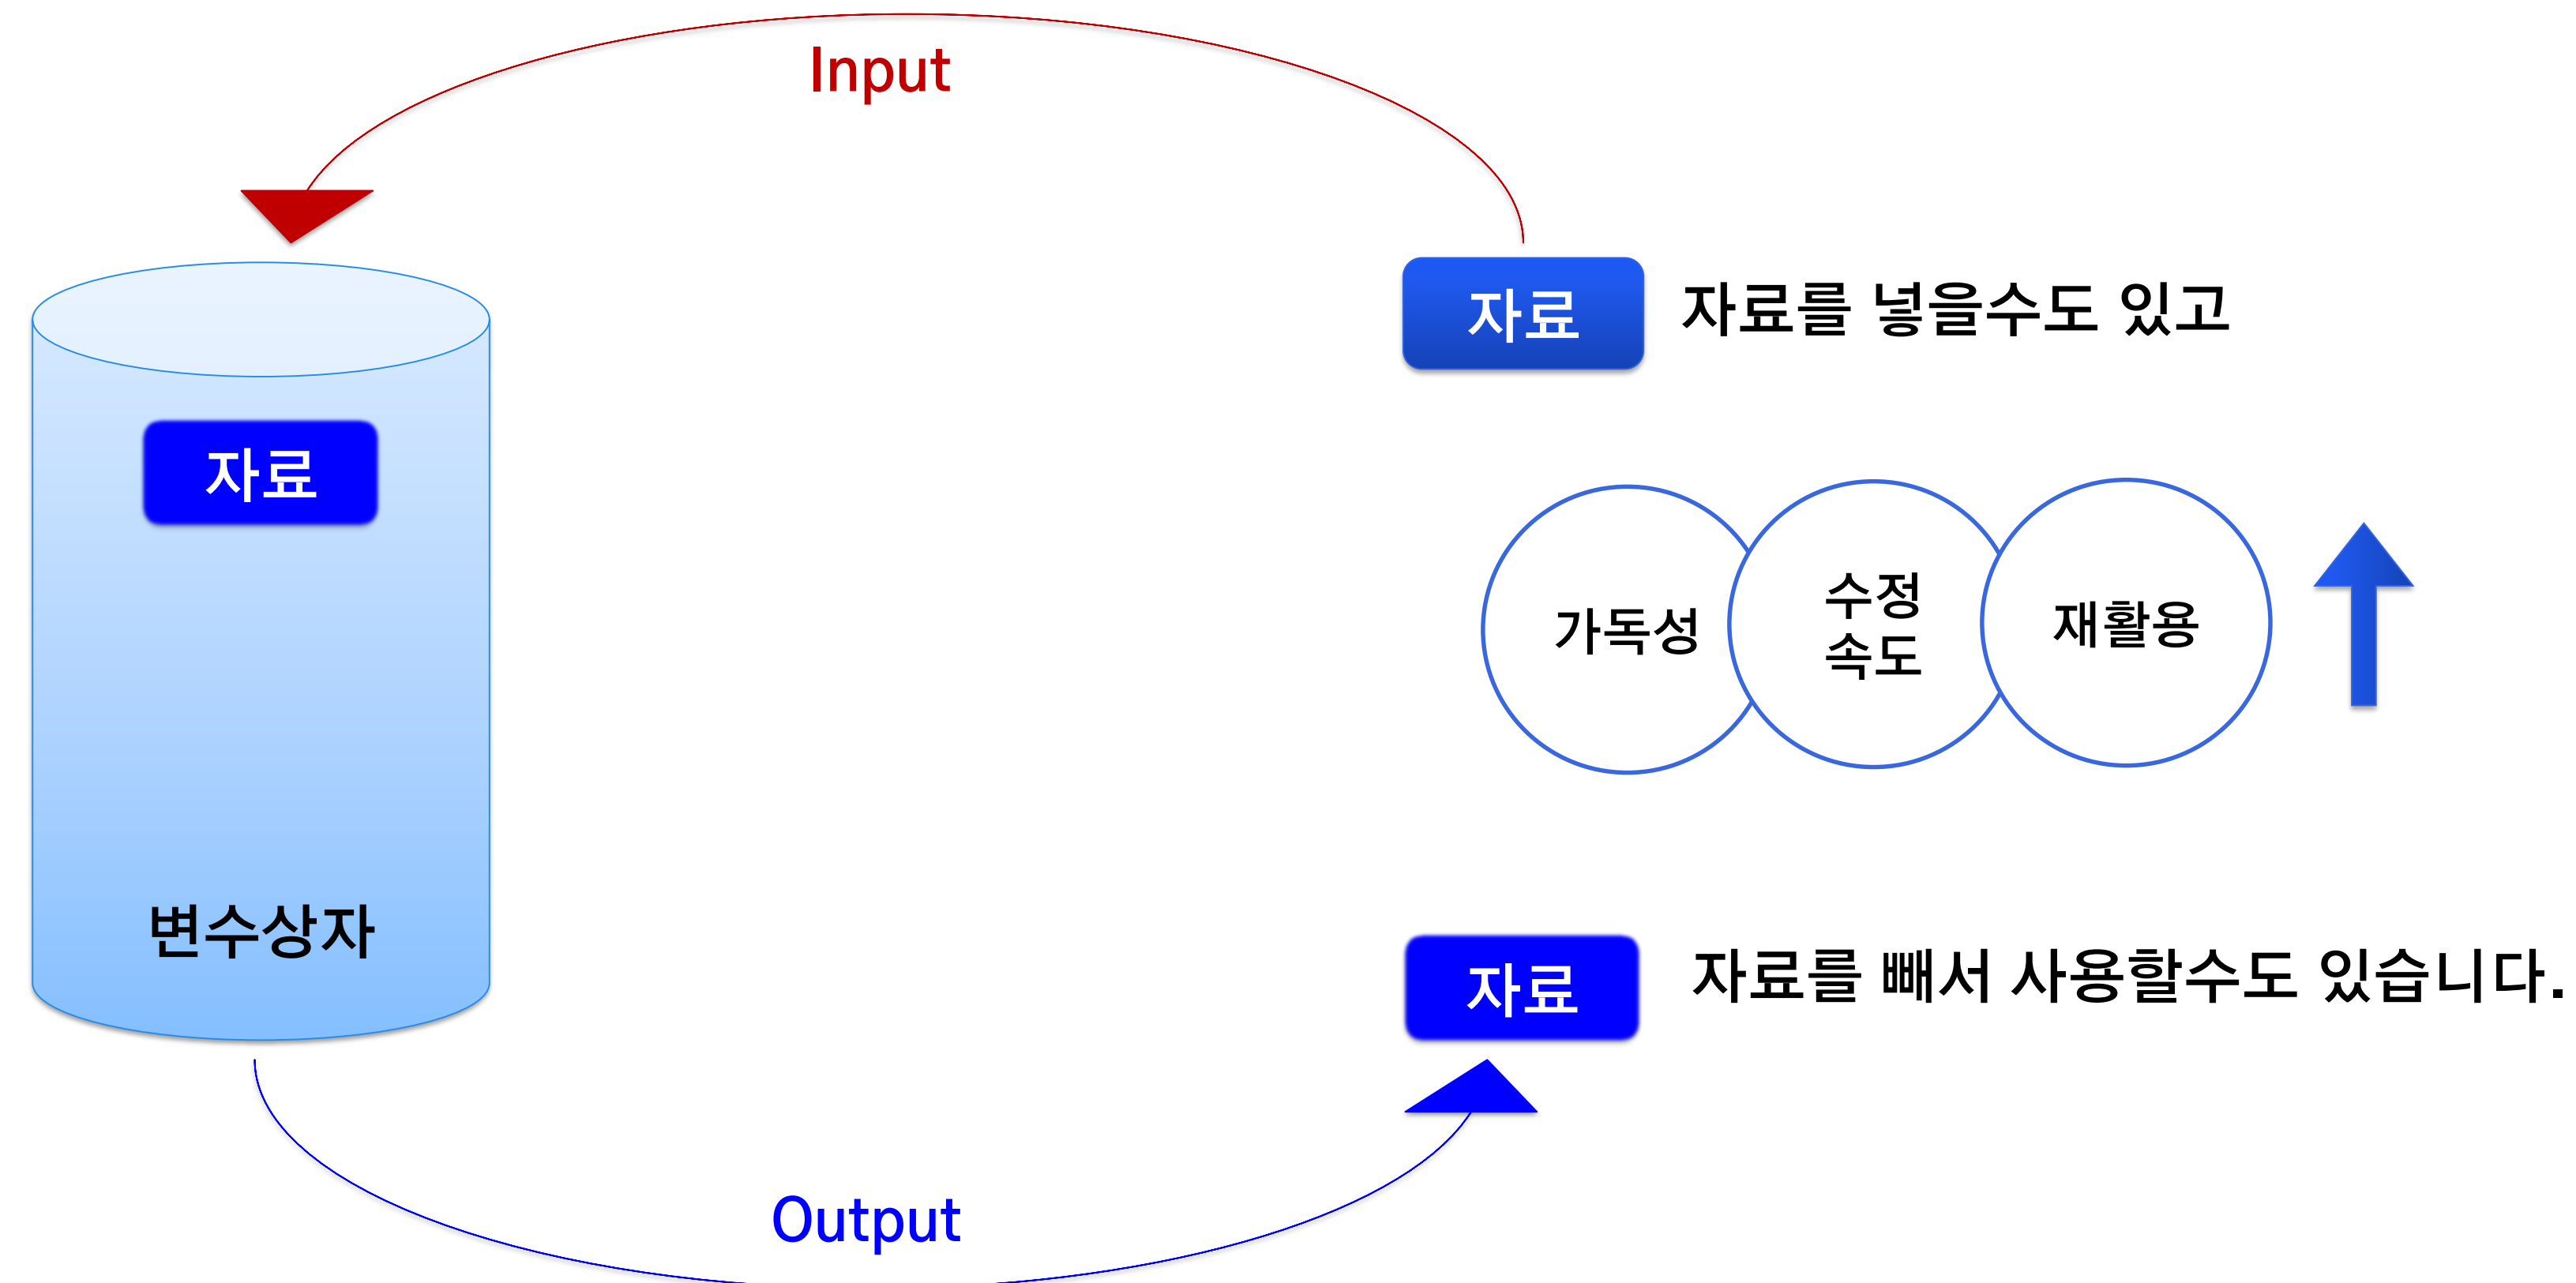 Input
자료
자료를 넣을수도 있고
자료
가독성
수정
속도
재활용
변수상자
자료
자료를 빼서 사용할수도 있습니다.
Output